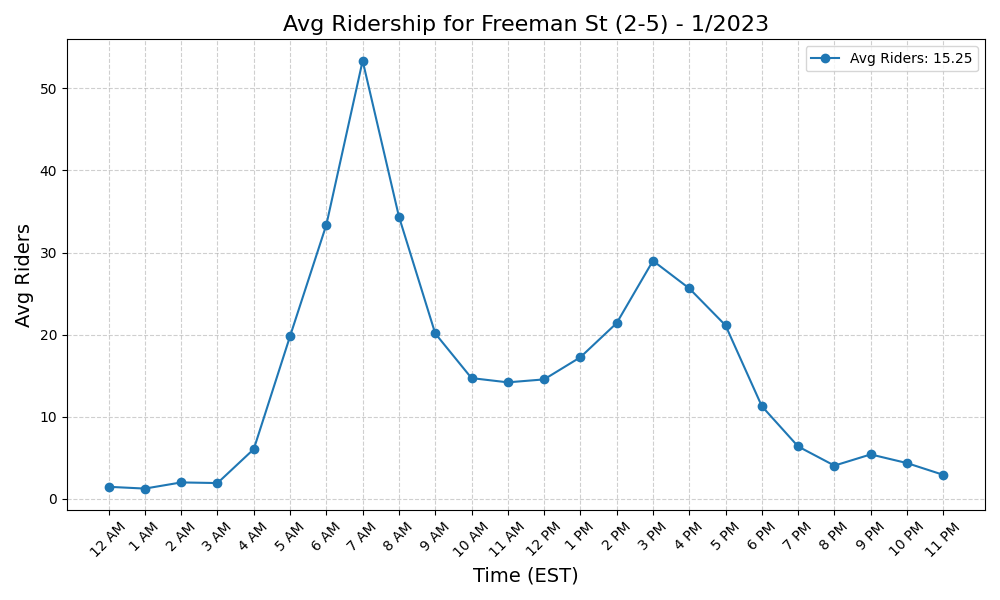 Avg Ridership for Freeman St (2-5) - 1/2023
Avg Riders: 15.25
Avg Riders
50
40
30
20
10
0
12 AM
1 AM
2 AM
3 AM
4 AM
5 AM
6 AM
7 AM
8 AM
9 AM
10 AM
11 AM
12 PM
1 PM
2 PM
3 PM
4 PM
5 PM
6 PM
7 PM
8 PM
9 PM
10 PM
11 PM
Time (EST)